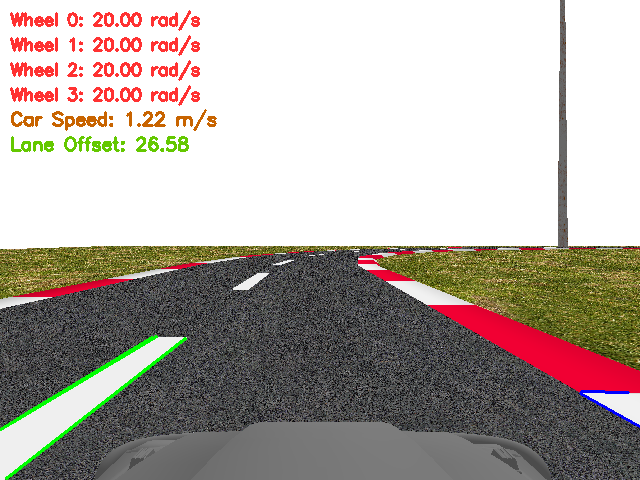 Wheel 0: 20.00 rad/s
Wheel 1: 20.00 rad/s
Wheel 2: 20.00 rad/s
Wheel 3: 20.00 rad/s
Car Speed: 1.22 m/s
Lane Offset: 26.58